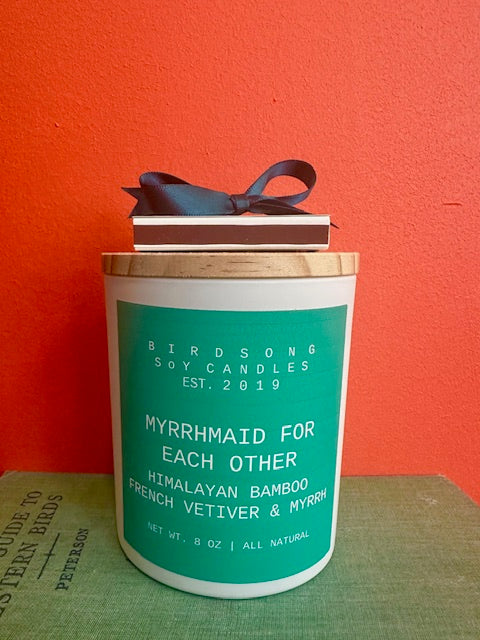 BIRDSONG
SOY CANDLES
EST. 2019
MYRRHMAID FOR
EACH OTHER
HIMALAYAN BAMBOO
FRENCH VETIVER & MYRRH
NET WT. 8 OZ | ALL NATURAL
GUIDE TO
BIRDS
PETERSON